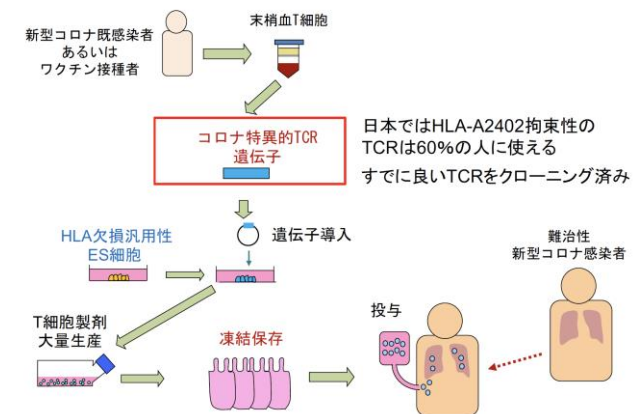 新型コロナ既感染者
あるいは
ワクチン接種者
末梢血T細胞
コロナ特異的TCR
遺伝子
日本ではHLA-A2402拘束性の
TCRは60%の人に使える
すでに良いTCRをクローニング済み
HLA欠損汎用性
ES細胞
遺伝子導入
難治性
新型コロナ感染者
T細胞製剤
大量生産
凍結保存
投与